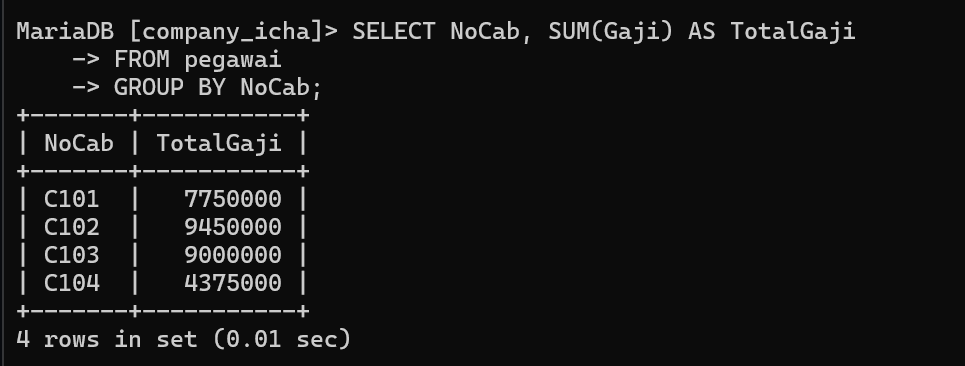 MariaDB [company_icha]> SELECT NoCab, SUM(Gaji) AS TotalGaji
    -> FROM pegawai
    -> GROUP BY NoCab;
+-------+-----------+
| NoCab | TotalGaji |
+-------+-----------+
| C101  |   7750000 |
| C102  |   9450000 |
| C103  |   9000000 |
| C104  |   4375000 |
+-------+-----------+
4 rows in set (0.01 sec)